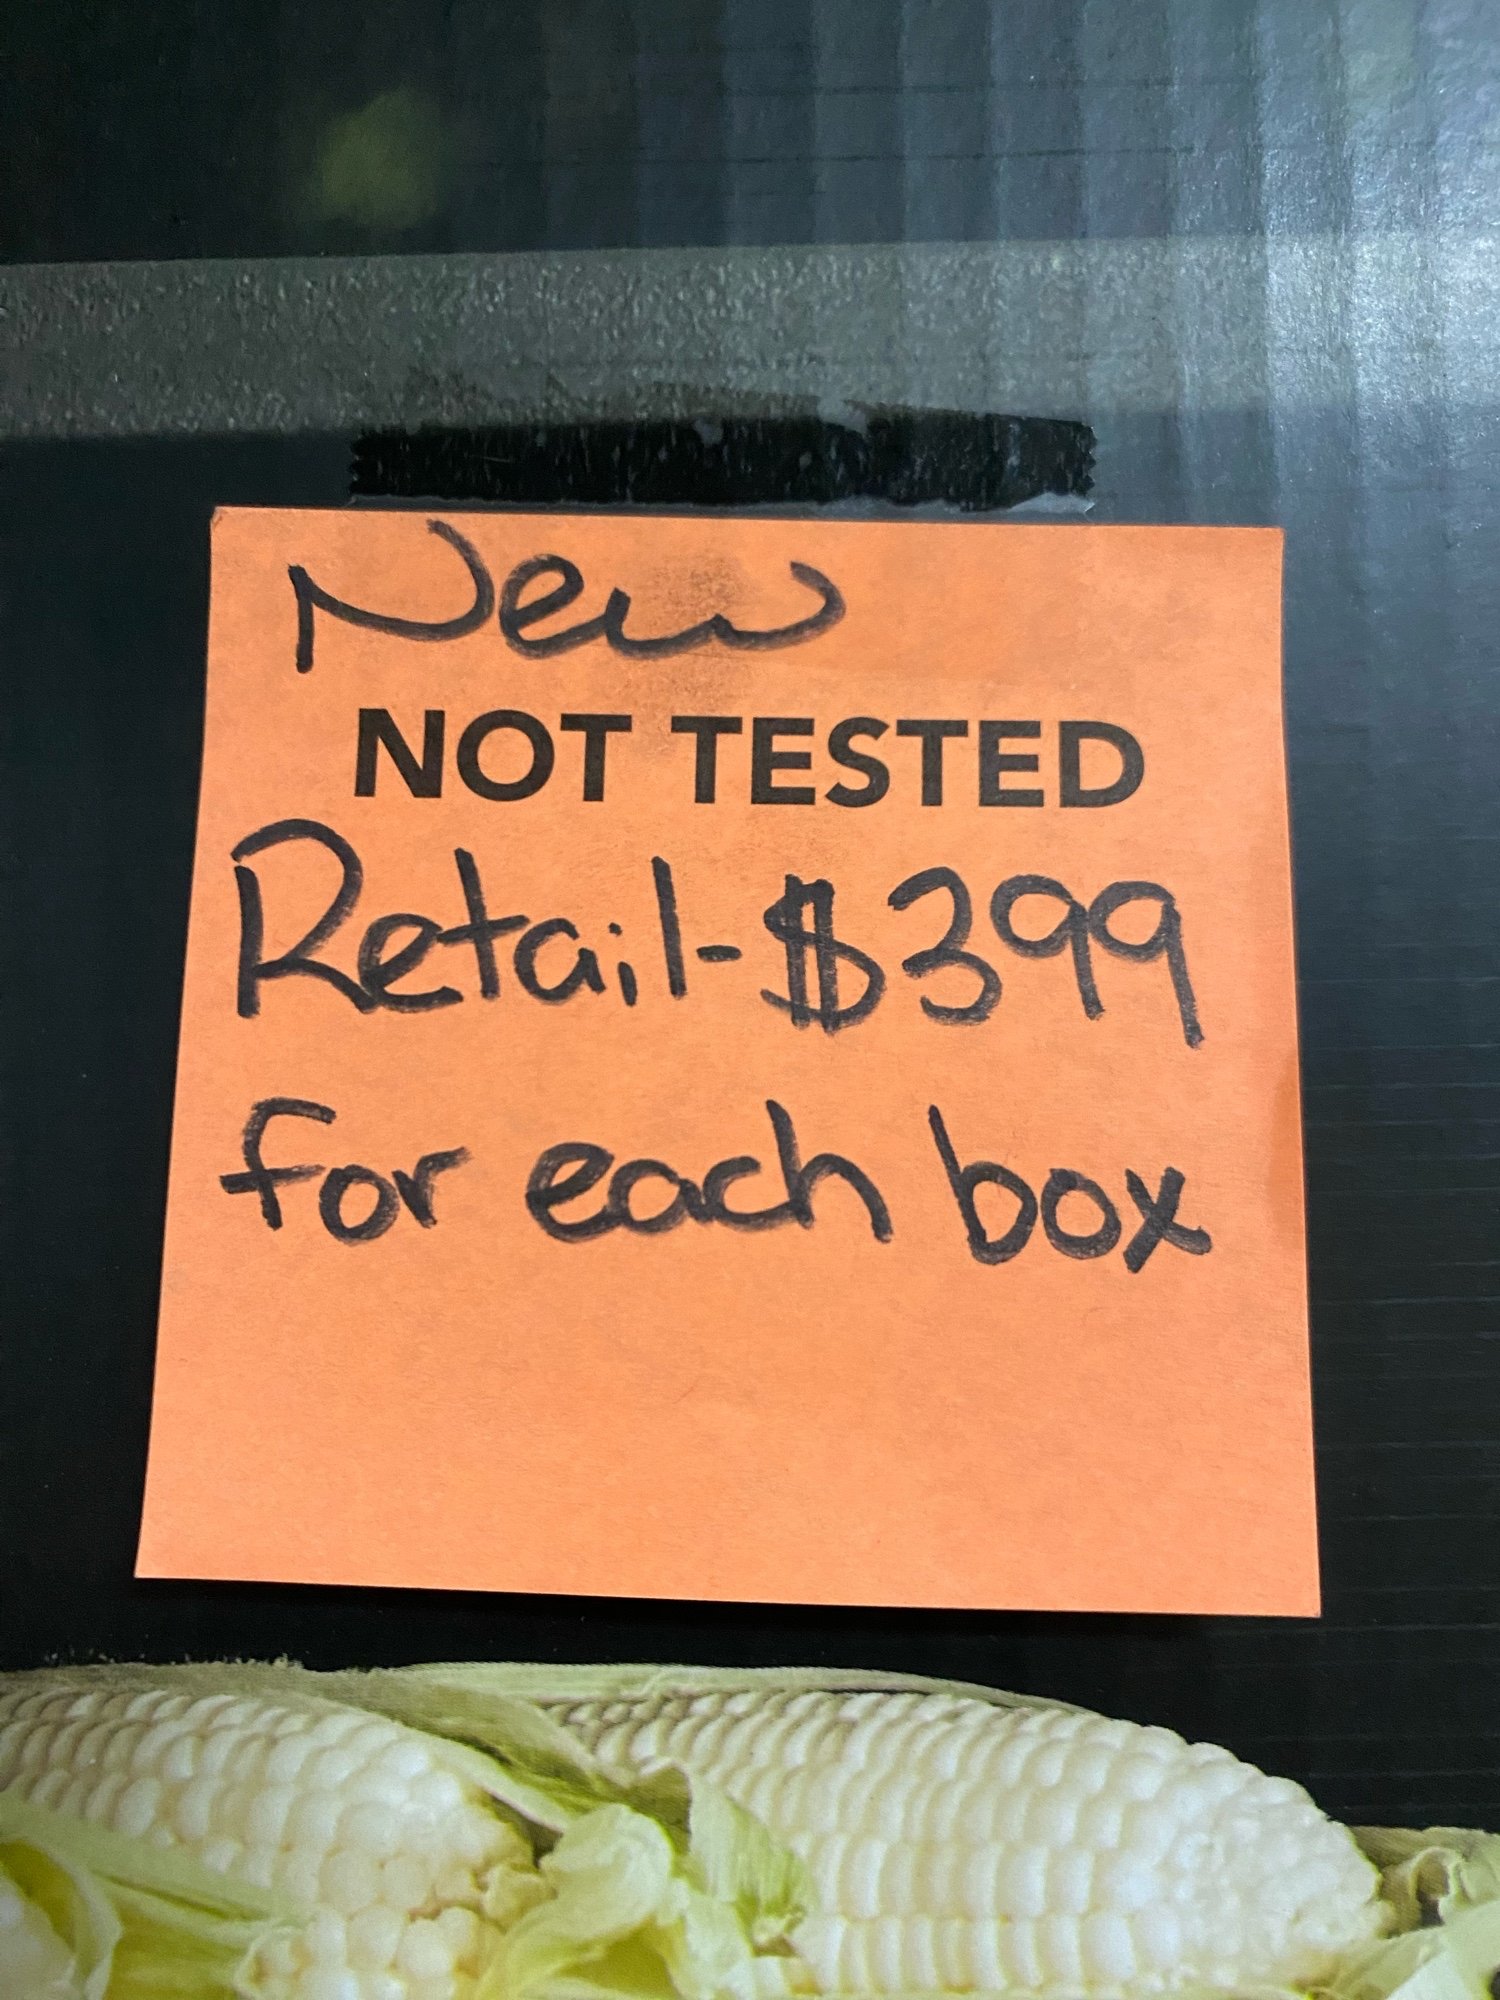 New
NOT TESTED
Retail-$399
for each box